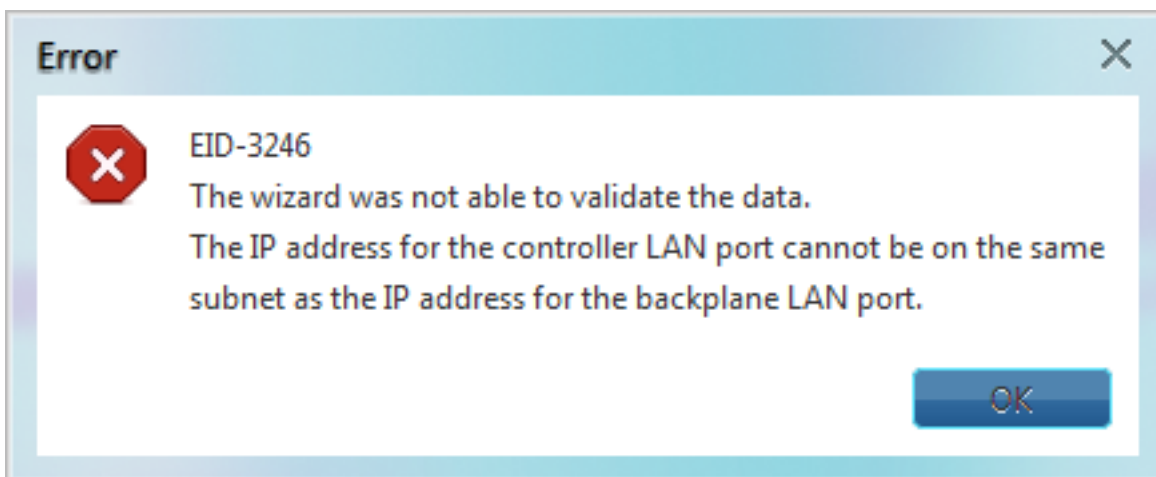 Error
EID-3246
The wizard was not able to validate the data.
The IP address for the controller LAN port cannot be on the same
subnet as the IP address for the backplane LAN port.
OK